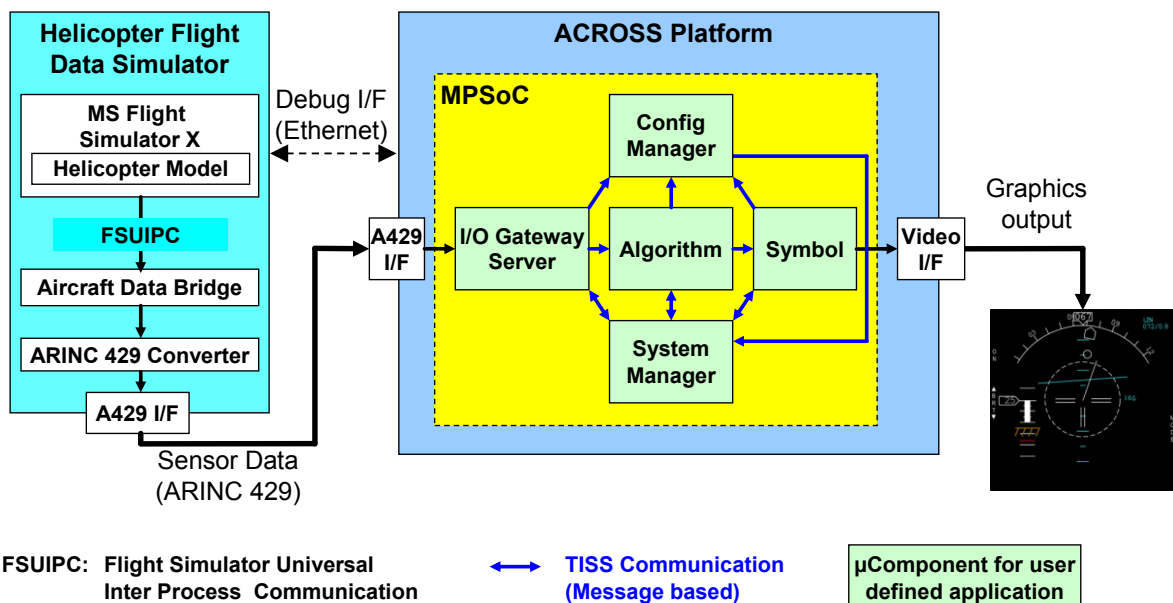 Helicopter Flight
Data Simulator
MS Flight
Simulator X
Helicopter Model
FSUIPC
Aircraft Data Bridge
ARINC 429 Converter
A429 I/F
Sensor Data
(ARINC 429)
Debug I/F
(Ethernet)
ACROSS Platform
MPSoC
Config
Manager
A429
I/F
I/O Gateway
Server
Algorithm
Symbol
System
Manager
Video
I/F
Graphics
output
067
25
FSUIPC: Flight Simulator Universal
Inter Process Communication
TISS Communication
(Message based)
µComponent for user
defined application